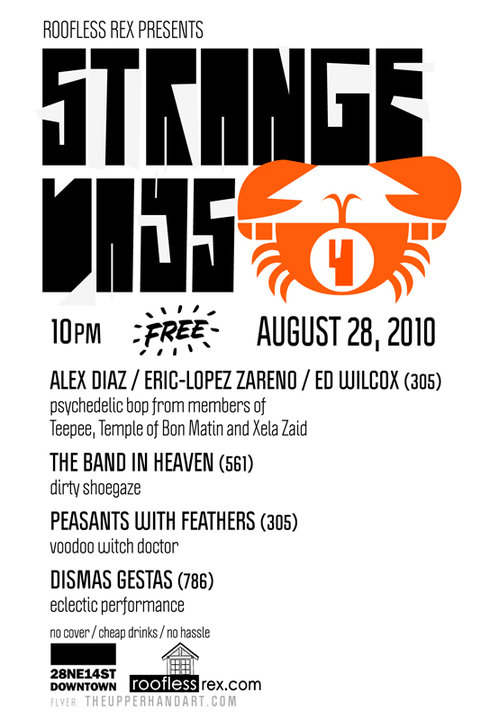 ROOFLESS REX PRESENTS
STRANGE
DAYS
4
10PM FREE AUGUST 28, 2010
ALEX DIAZ / ERIC-LOPEZ ZARENO / ED WILCOX (305)
psychedelic bop from members of
Teepee, Temple of Bon Matin and Xela Zaid
THE BAND IN HEAVEN (561)
dirty shoegaze
PEASANTS WITH FEATHERS (305)
voodoo witch doctor
DISMAS GESTAS (786)
eclectic performance
no cover / cheap drinks / no hassle
28NE14ST
DOWNTOWN
rooflessrex.com
FLYER: THEUPPERHANDART.COM